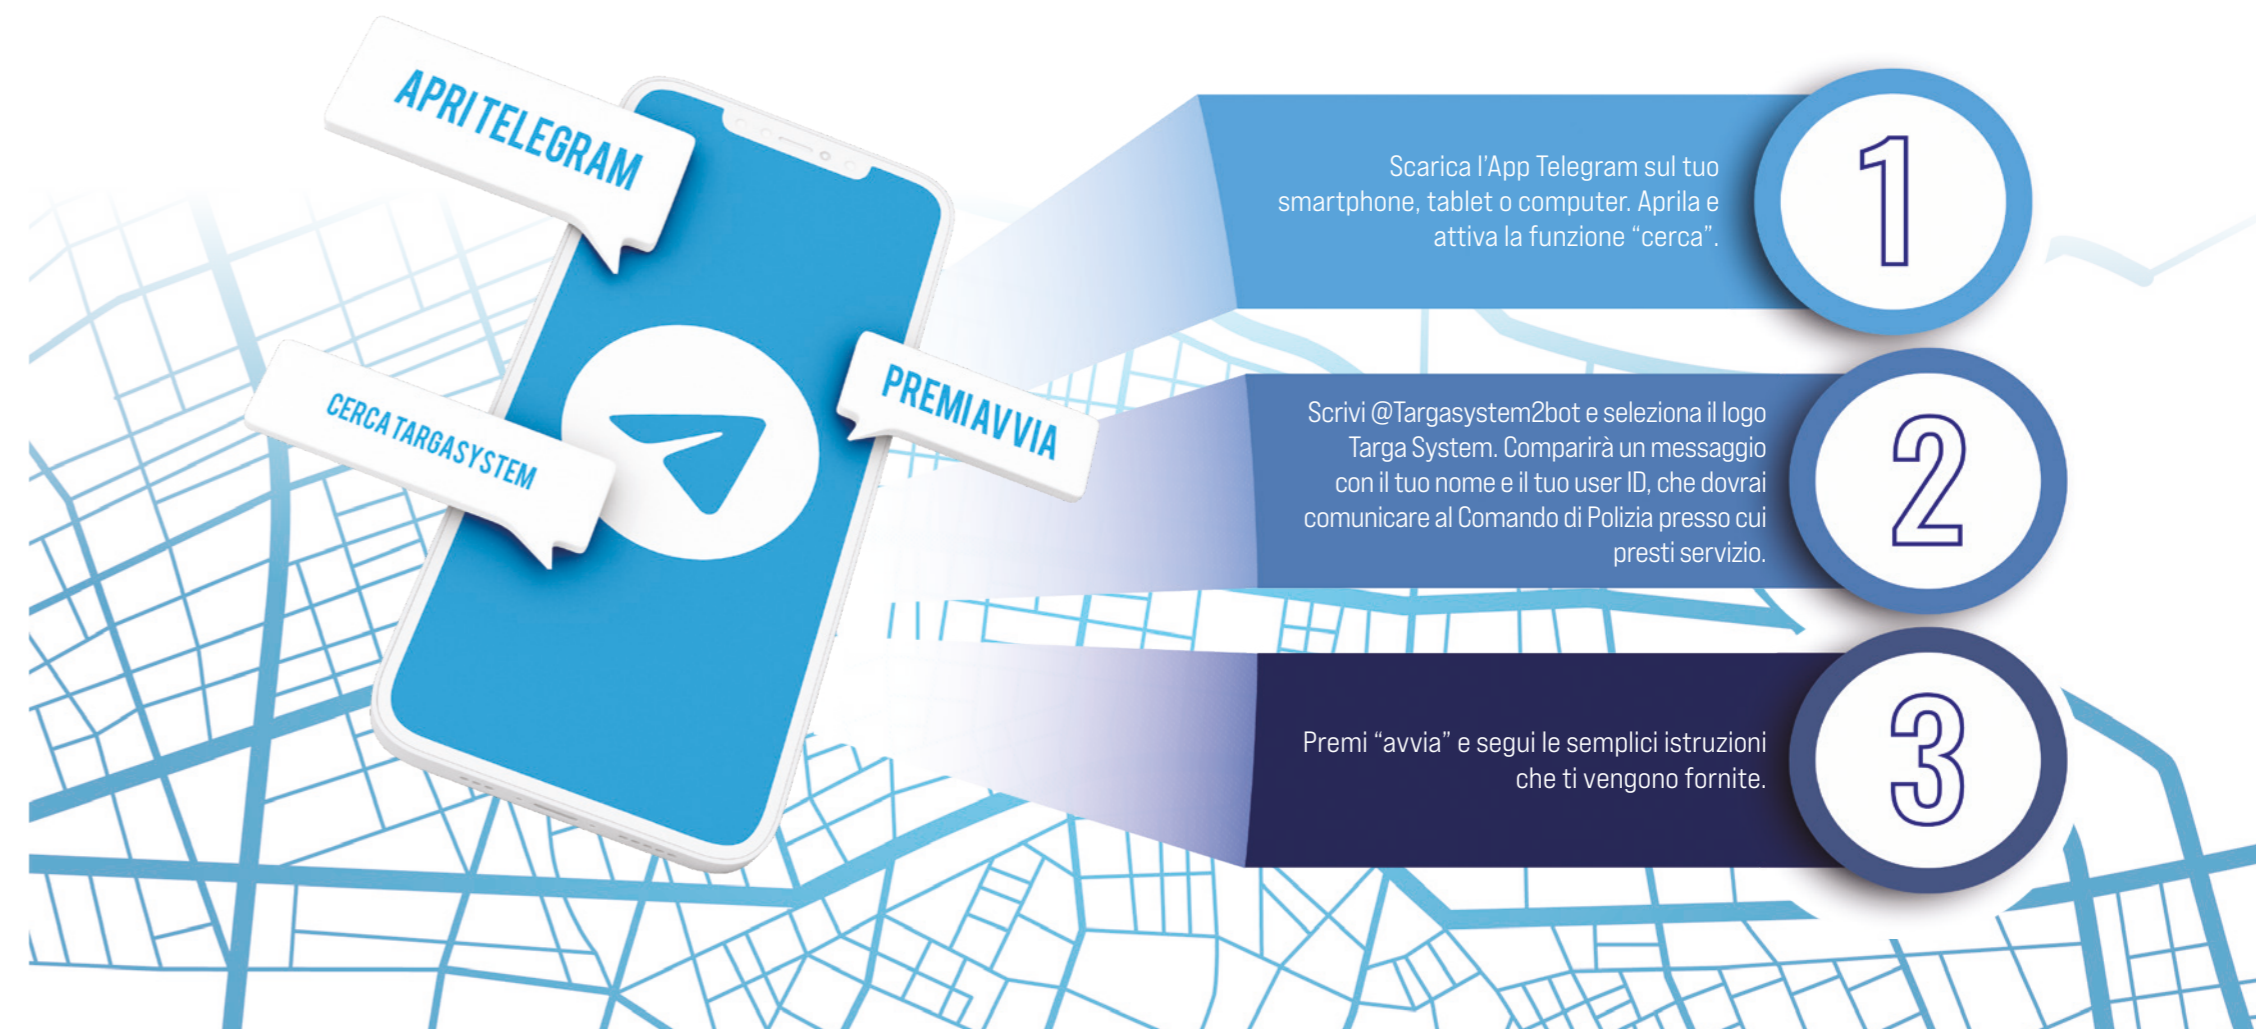 APRI TELEGRAM
CERCA TARGASYSTEM
PREMI AVVIA
Scarica l’App Telegram sul tuo
smartphone, tablet o computer. Aprila e
attiva la funzione “cerca”.
1
Scrivi @Targasystem2bot e seleziona il logo
Targa System. Comparirà un messaggio
con il tuo nome e il tuo user ID, che dovrai
comunicare al Comando di Polizia presso cui
presti servizio.
2
Premi “avvia” e segui le semplici istruzioni
che ti vengono fornite.
3